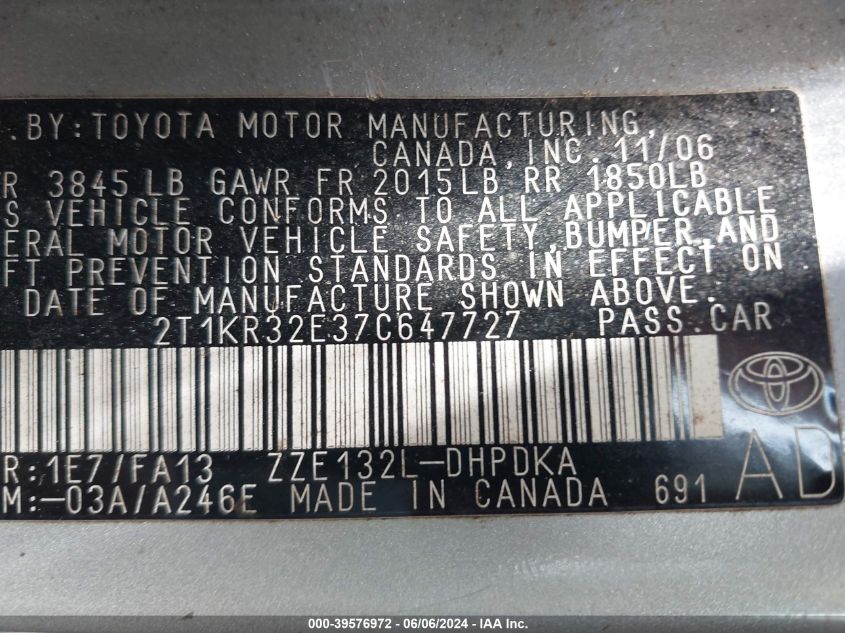 . BY: TOYOTA MOTOR MANUFACTURING,
CANADA, INC. 11/06
R 3845 LB GAWR FR 2015LB RR 1850LB
S VEHICLE CONFORMS TO ALL APPLICABLE
ERAL MOTOR VEHICLE SAFETY, BUMPER, AND
FT PREVENTION STANDARDS IN EFFECT ON
DATE OF MANUFACTURE SHOWN ABOVE.
2T1KR32E37C647727 PASS. CAR
R: 1E7/FA13 ZZE132L-DHPDKA
M:-03A/A246E MADE IN CANADA 691
AD
000-39576972 - 06/06/2024 - IAA Inc.